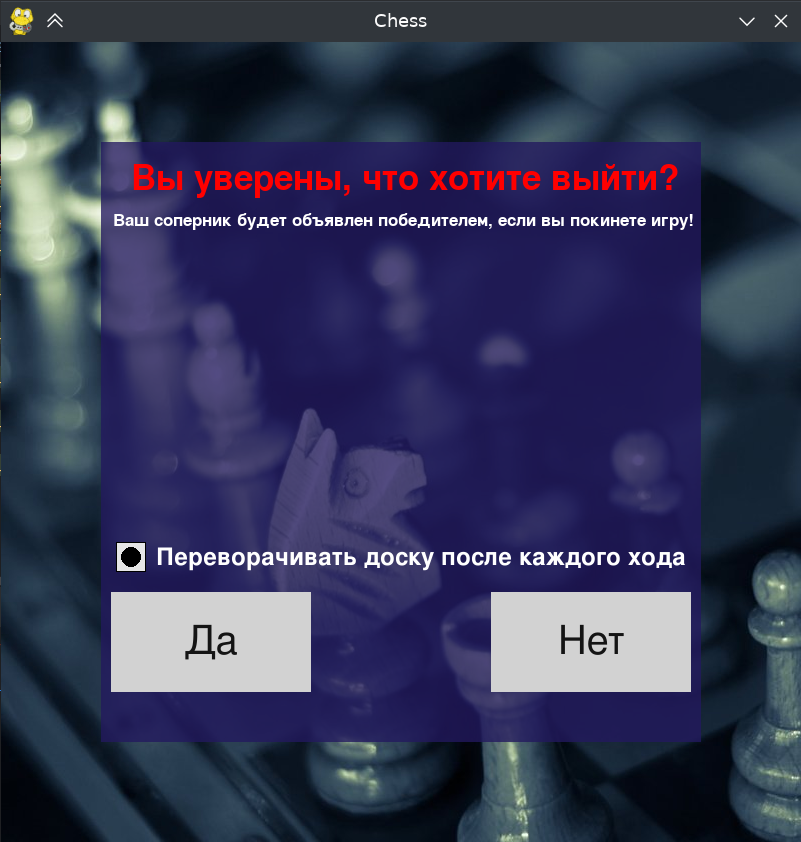 Chess
Вы уверены, что хотите выйти?
Ваш соперник будет объявлен победителем, если вы покинете игру!
Переворачивать доску после каждого хода
Да
Нет